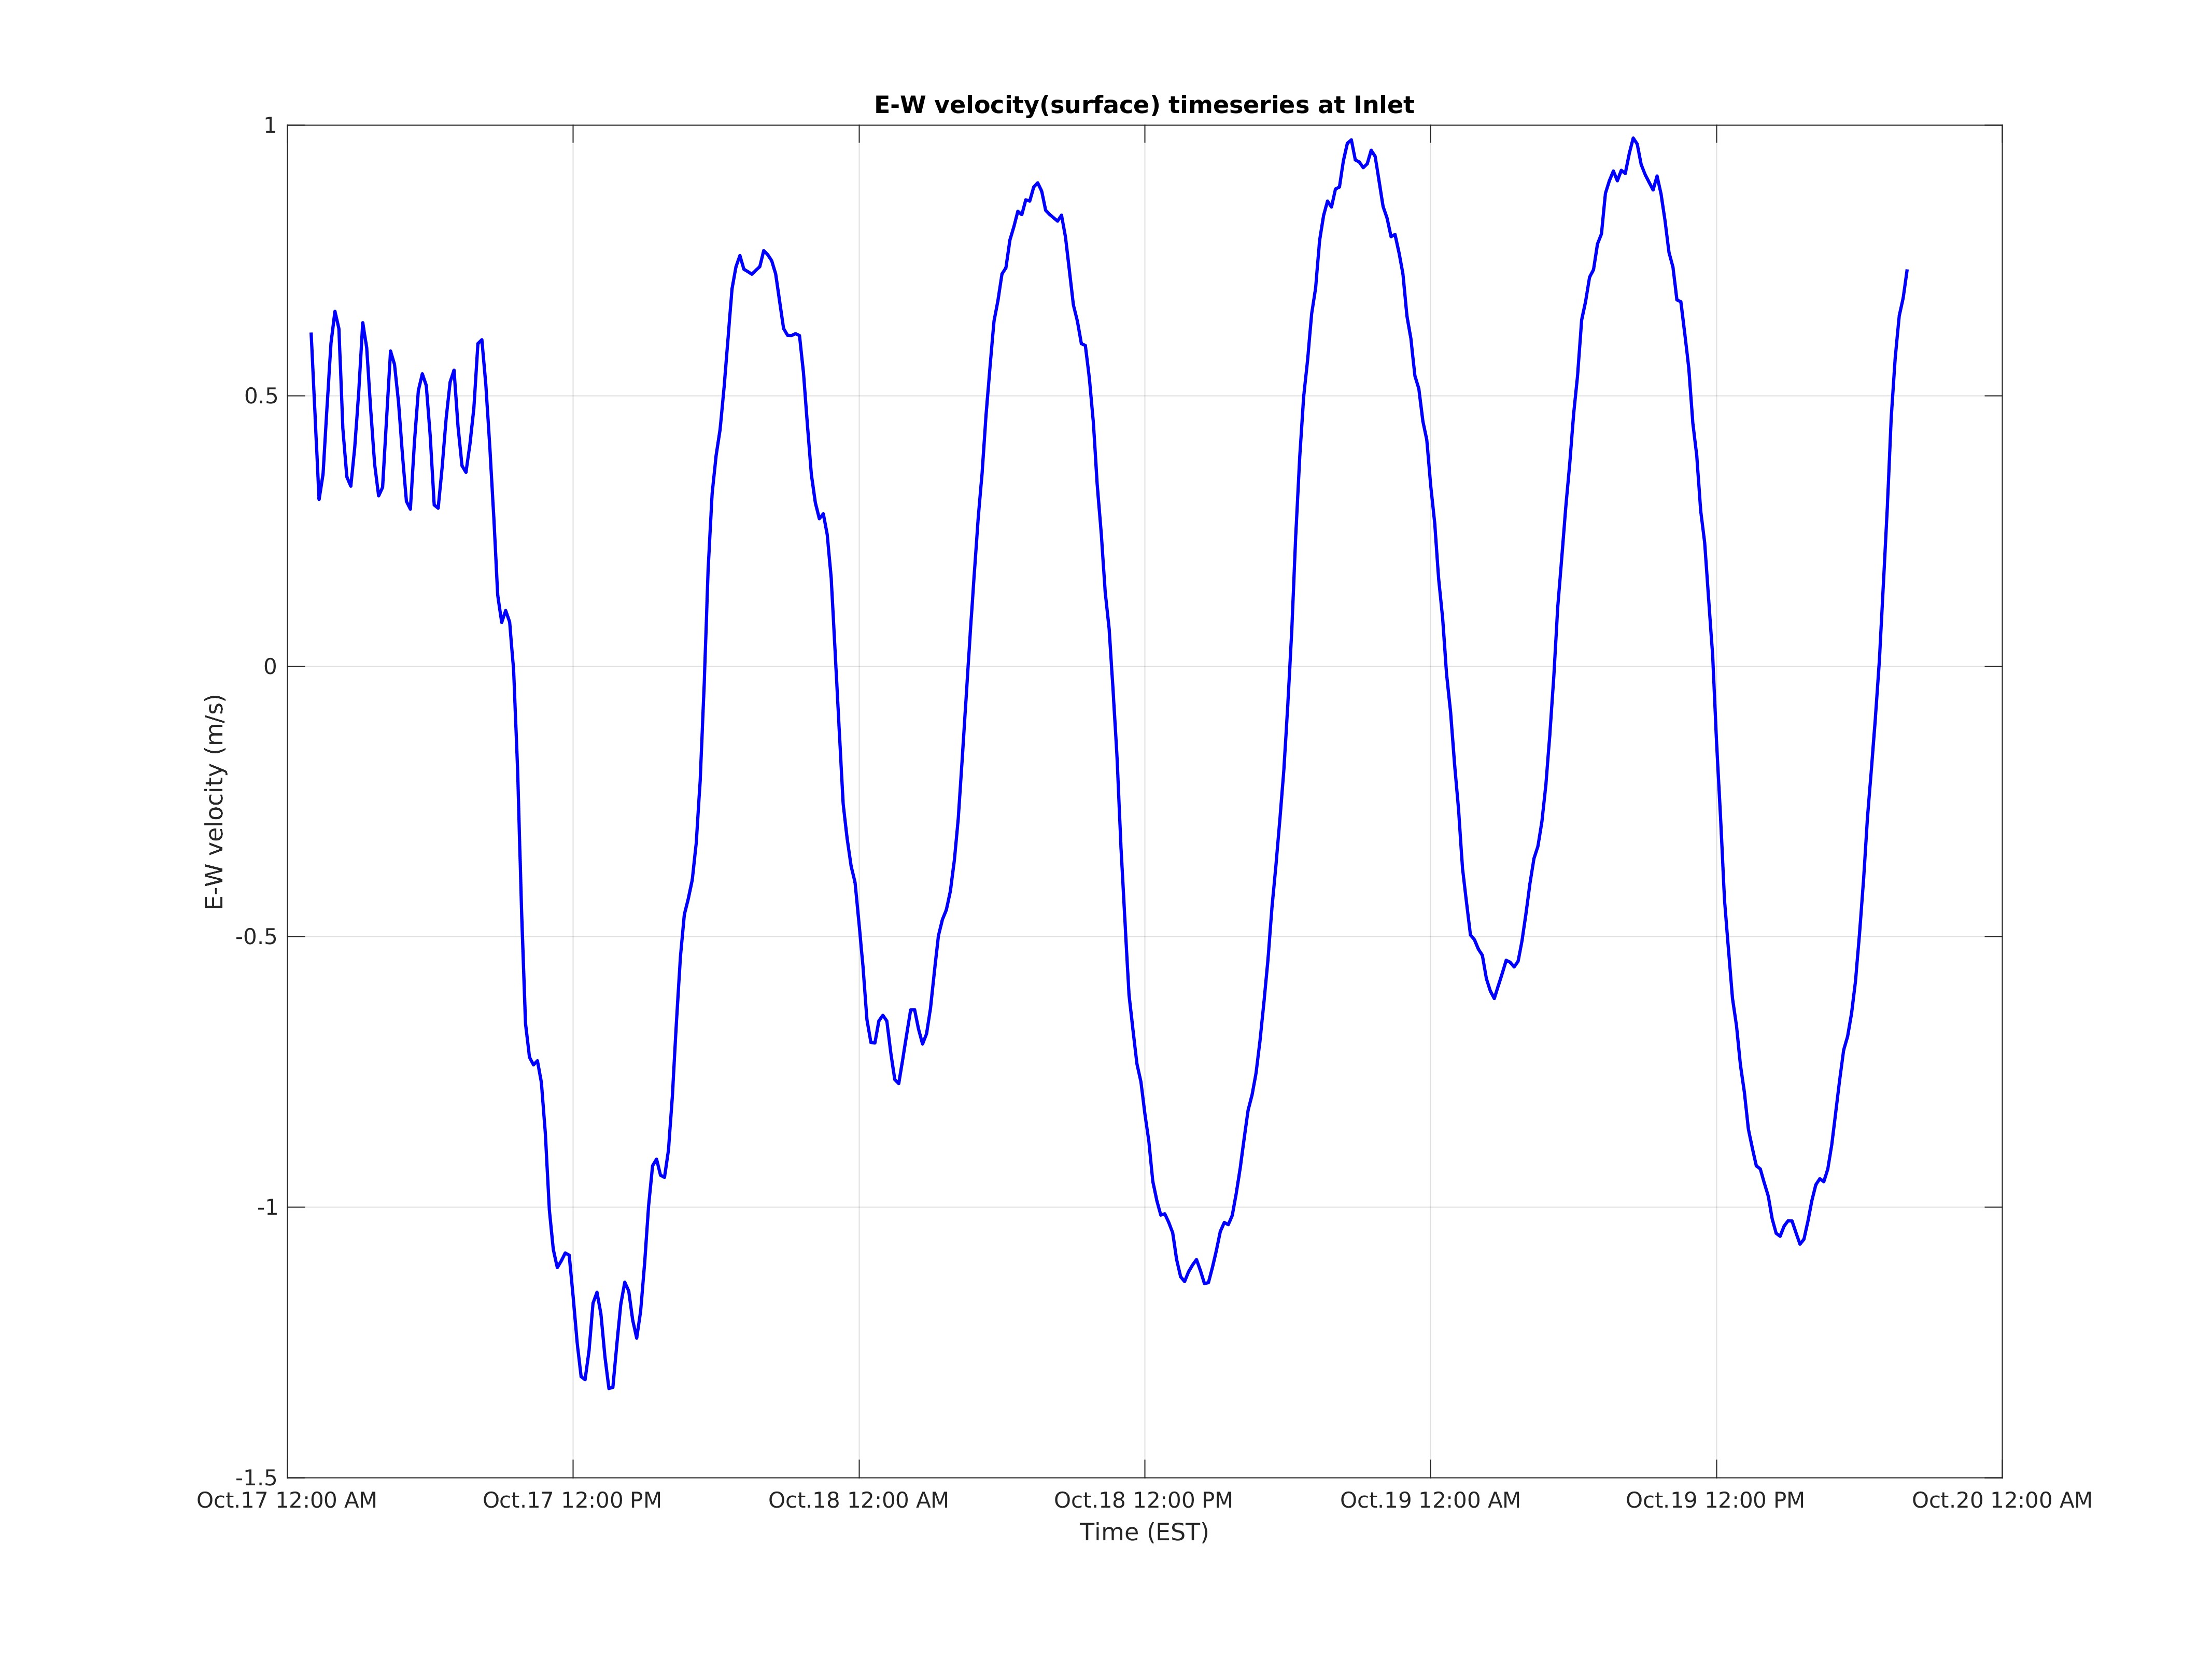 E-W velocity(surface) timeseries at Inlet
1
0.5
0
-0.5
-1
-1.5
E-W velocity (m/s)
Oct.17 12:00 AM
Oct.17 12:00 PM
Oct.18 12:00 AM
Oct.18 12:00 PM
Oct.19 12:00 AM
Oct.19 12:00 PM
Oct.20 12:00 AM
Time (EST)